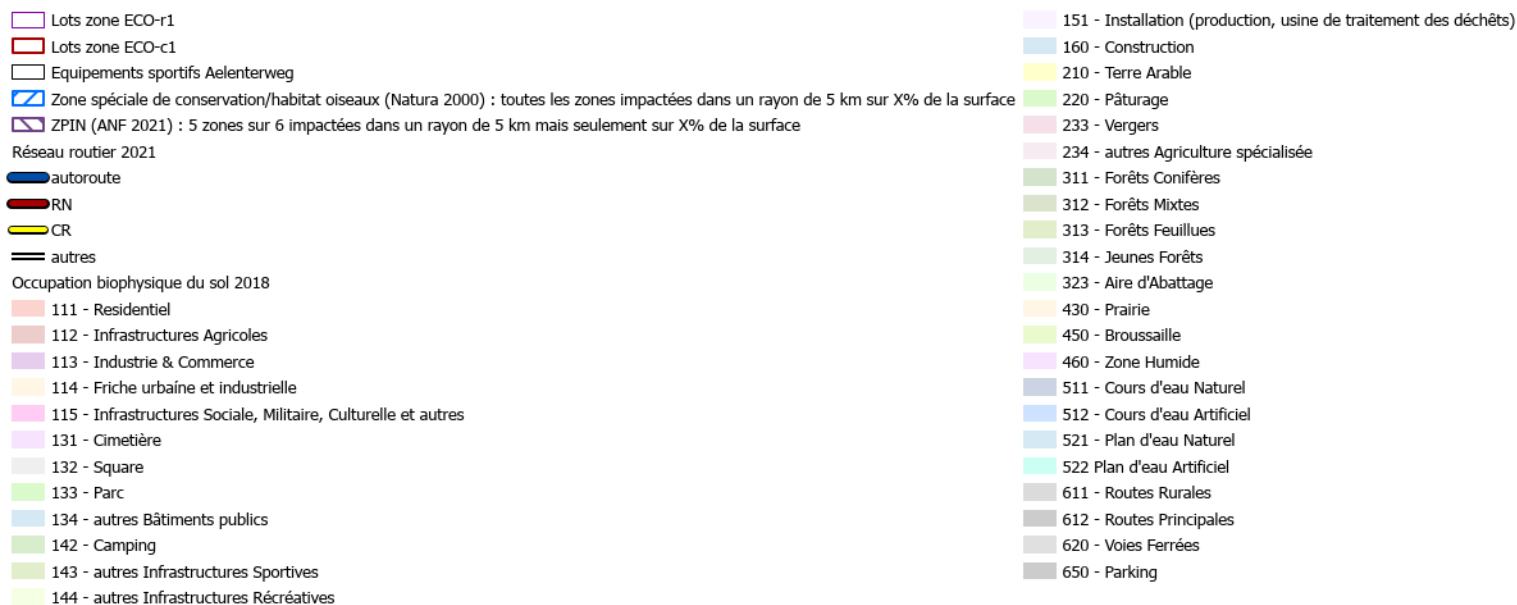 Lots zone ECO-r1
Lots zone ECO-c1
Equipements sportifs Aelenterweg
Zone spéciale de conservation/habitat oiseaux (Natura 2000) : toutes les zones impactées dans un rayon de 5 km sur X% de la surface
ZPIN (ANF 2021) : 5 zones sur 6 impactées dans un rayon de 5 km mais seulement sur X% de la surface
Réseau routier 2021
autoroute
RN
CR
autres
Occupation biophysique du sol 2018
111 - Residentiel
112 - Infrastructures Agricoles
113 - Industrie & Commerce
114 - Friche urbaíne et industrielle
115 - Infrastructures Sociale, Militaire, Culturelle et autres
131 - Cimetière
132 - Square
133 - Parc
134 - autres Bâtiments publics
142 - Camping
143 - autres Infrastructures Sportives
144 - autres Infrastructures Récréatives
151 - Installation (production, usine de traitement des déchêts)
160 - Construction
210 - Terre Arable
220 - Pâturage
233 - Vergers
234 - autres Agriculture spécialisée
311 - Forêts Conifères
312 - Forêts Mixtes
313 - Forêts Feuillues
314 - Jeunes Forêts
323 - Aire d'Abattage
430 - Prairie
450 - Broussaille
460 - Zone Humide
511 - Cours d'eau Naturel
512 - Cours d'eau Artificiel
521 - Plan d'eau Naturel
522 Plan d'eau Artificiel
611 - Routes Rurales
612 - Routes Principales
620 - Voies Ferrées
650 - Parking